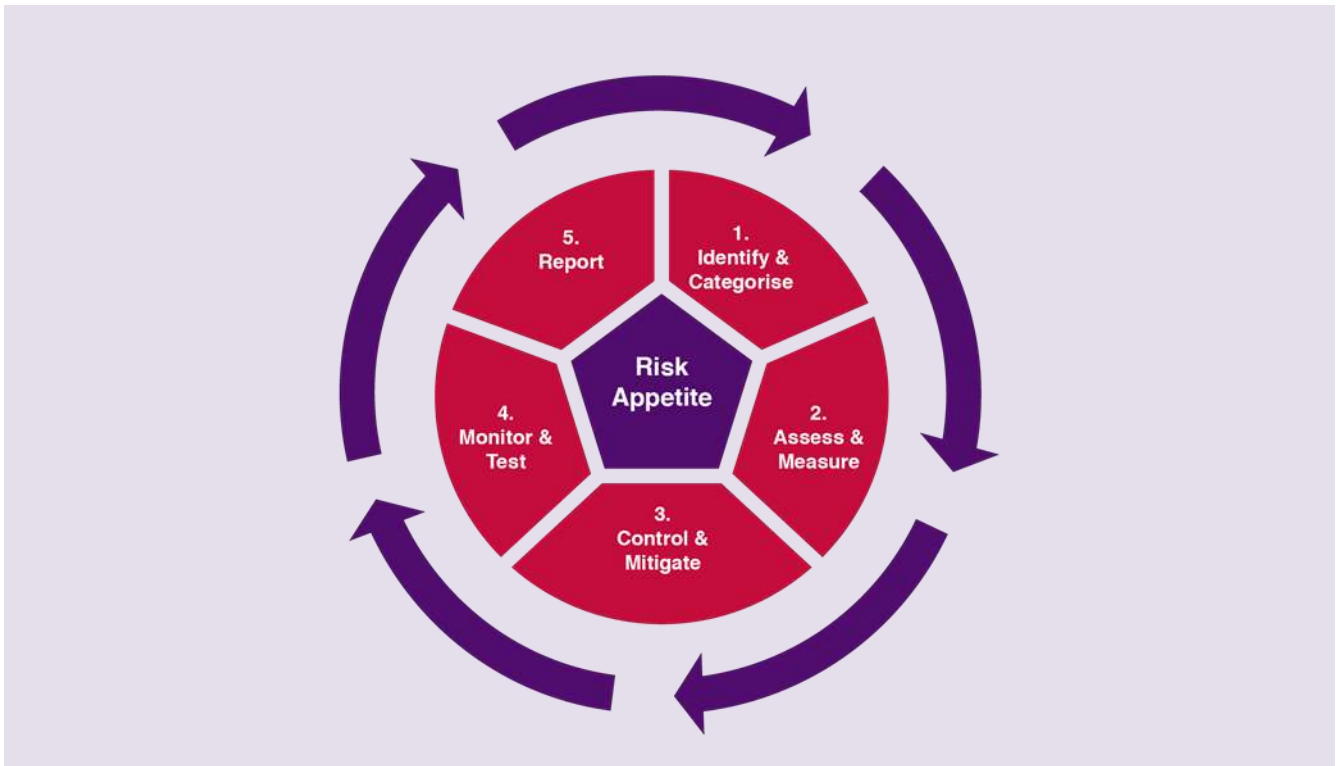 Risk
Appetite
1.
Identify &
Categorise
2.
Assess &
Measure
3.
Control &
Mitigate
4.
Monitor &
Test
5.
Report